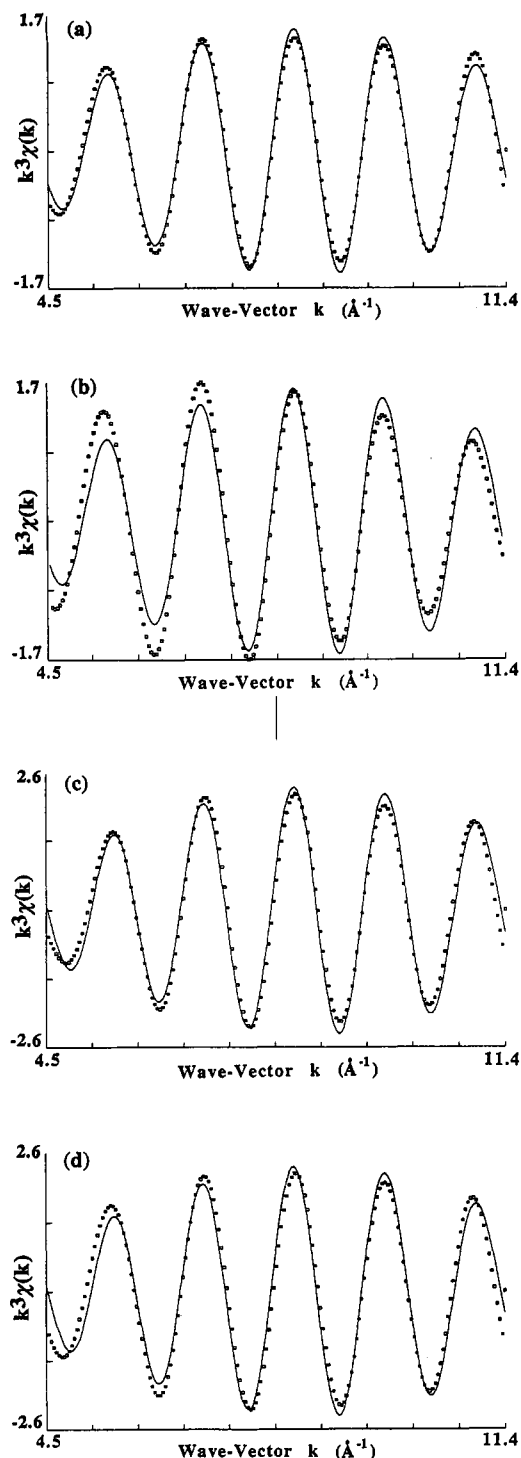 1.7
(a)
k³χ(k)
-1.7
4.5
Wave-Vector k (Å⁻¹)
11.4
1.7
(b)
k³χ(k)
-1.7
4.5
Wave-Vector k (Å⁻¹)
11.4
2.6
(c)
k³χ(k)
-2.6
4.5
Wave-Vector k (Å⁻¹)
11.4
2.6
(d)
k³χ(k)
-2.6
4.5
Wave-Vector k (Å⁻¹)
11.4